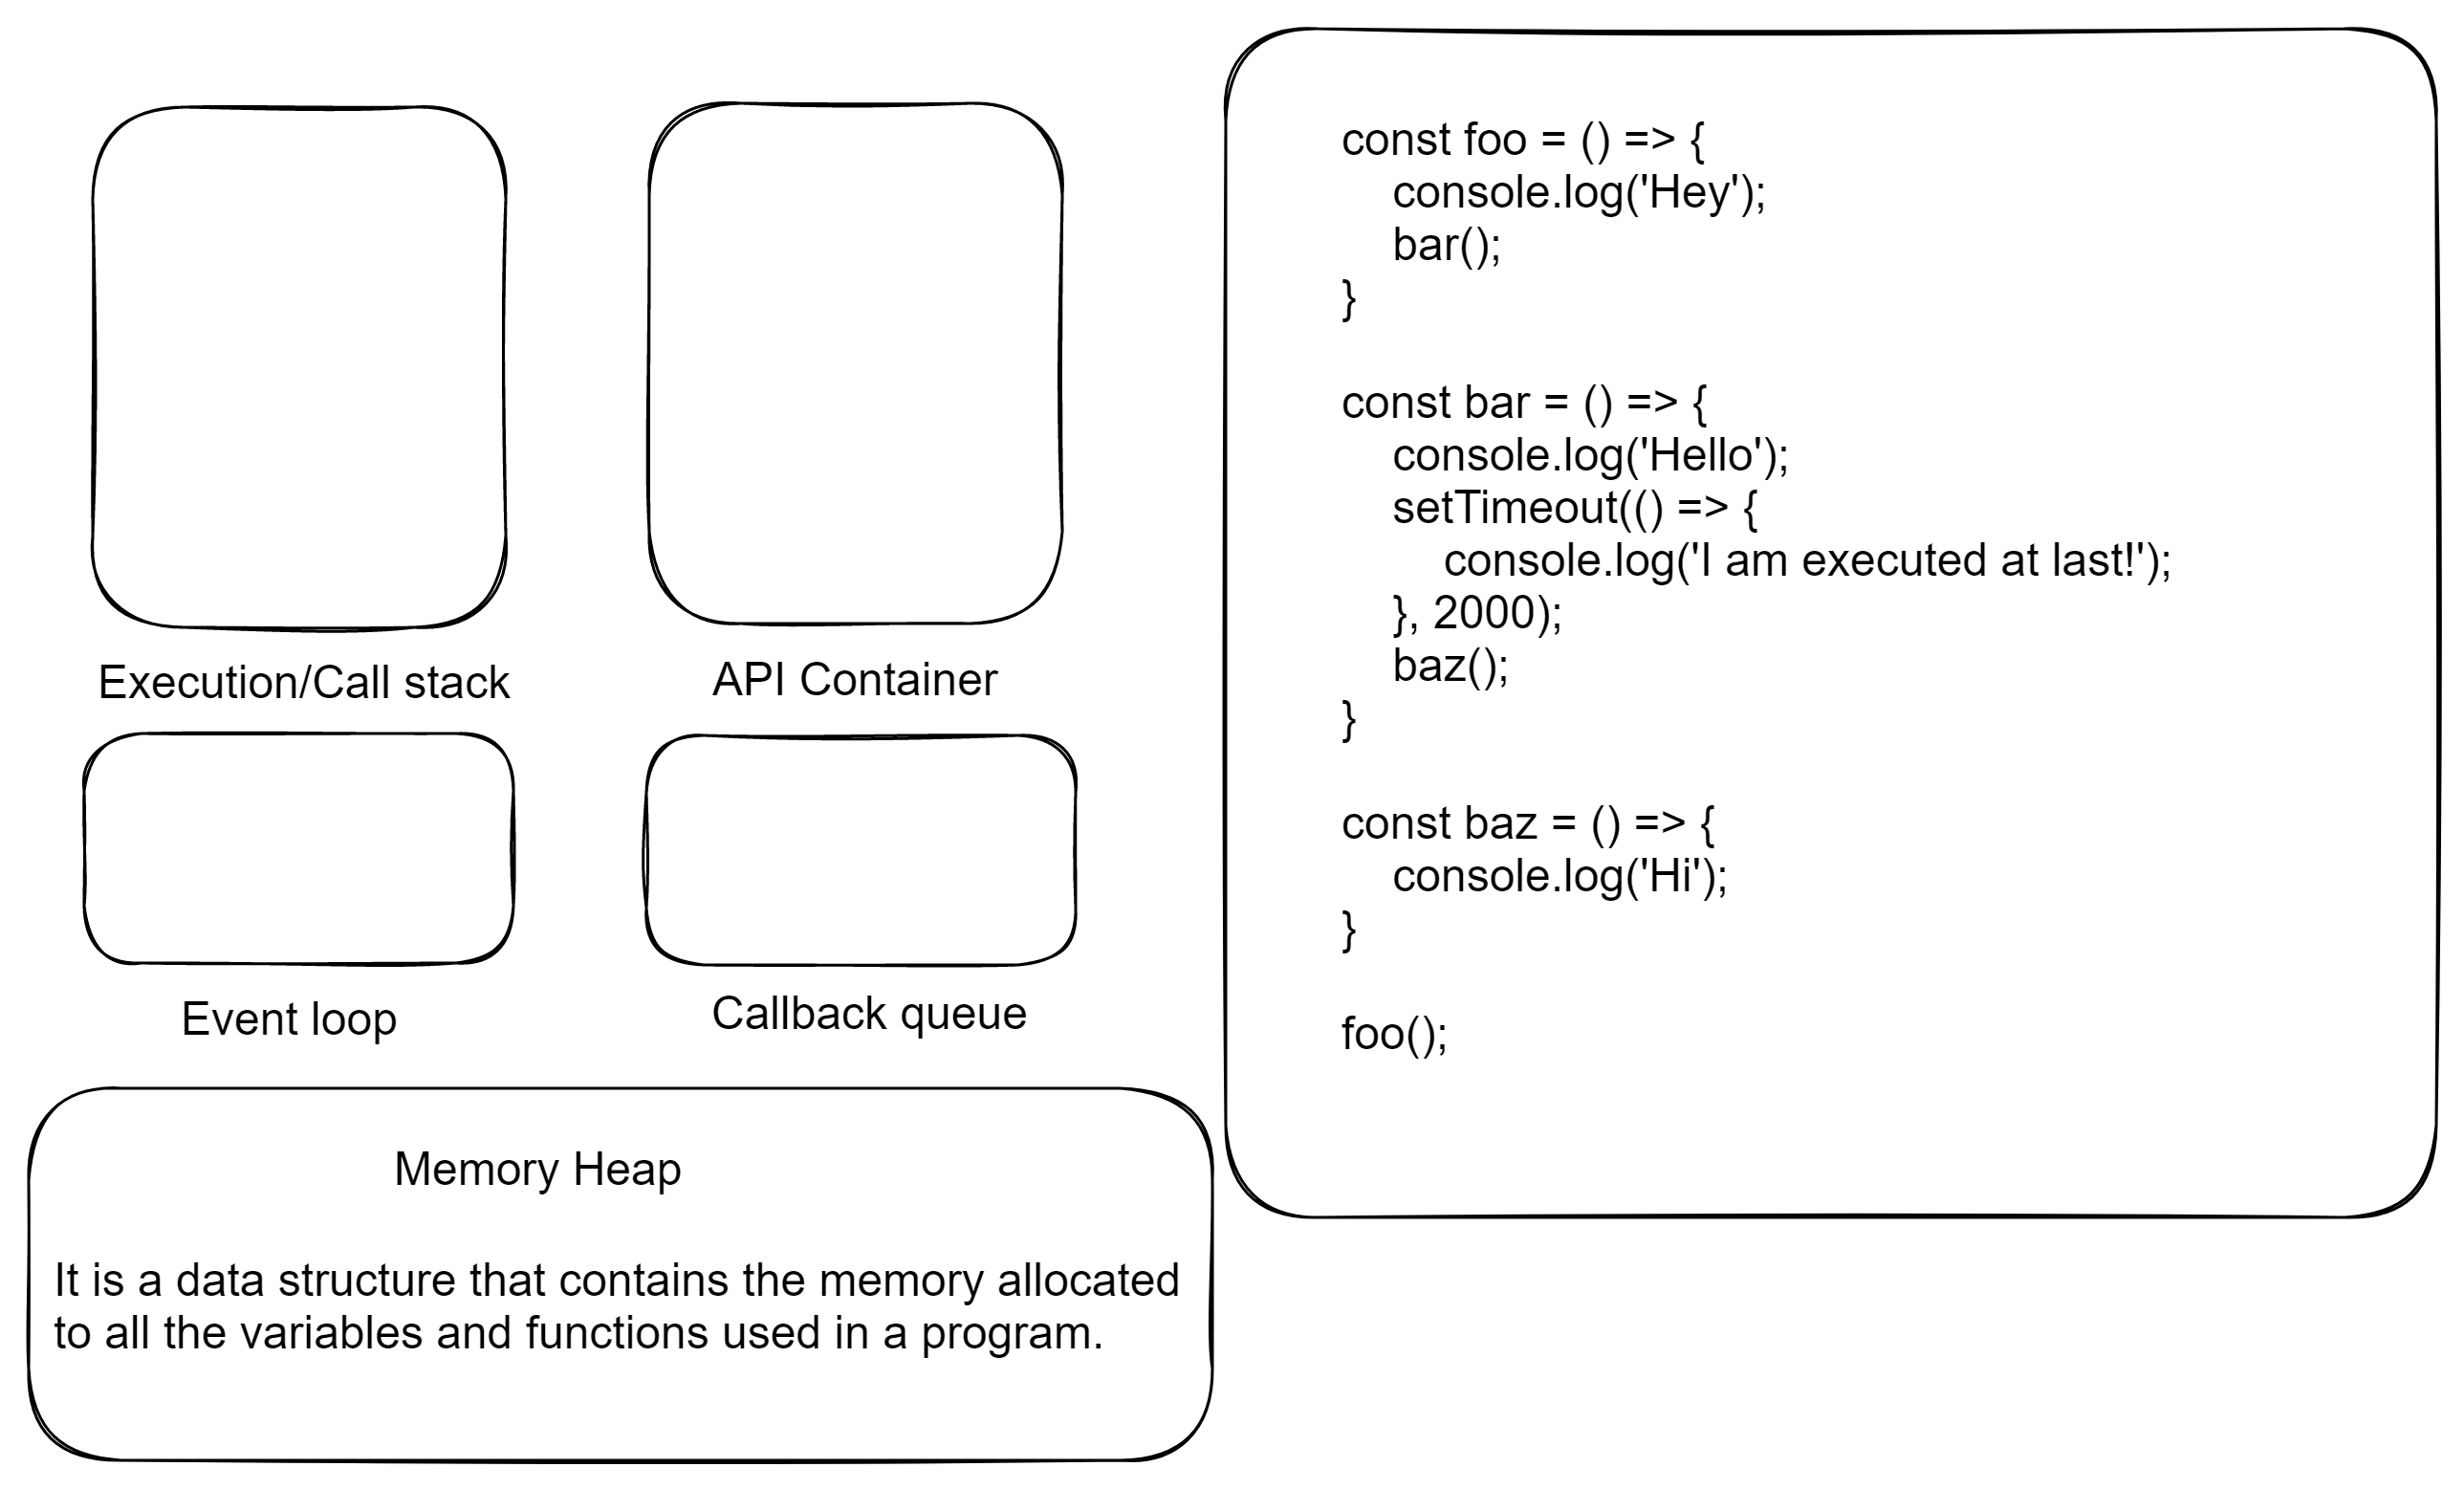 Execution/Call stack
API Container
Event loop
Callback queue
Memory Heap
It is a data structure that contains the memory allocated
to all the variables and functions used in a program.
const foo = () => {
console.log('Hey');
bar();
}
const bar = () => {
console.log('Hello');
setTimeout(() => {
console.log('I am executed at last!');
}, 2000);
baz();
}
const baz = () => {
console.log('Hi');
}
foo();